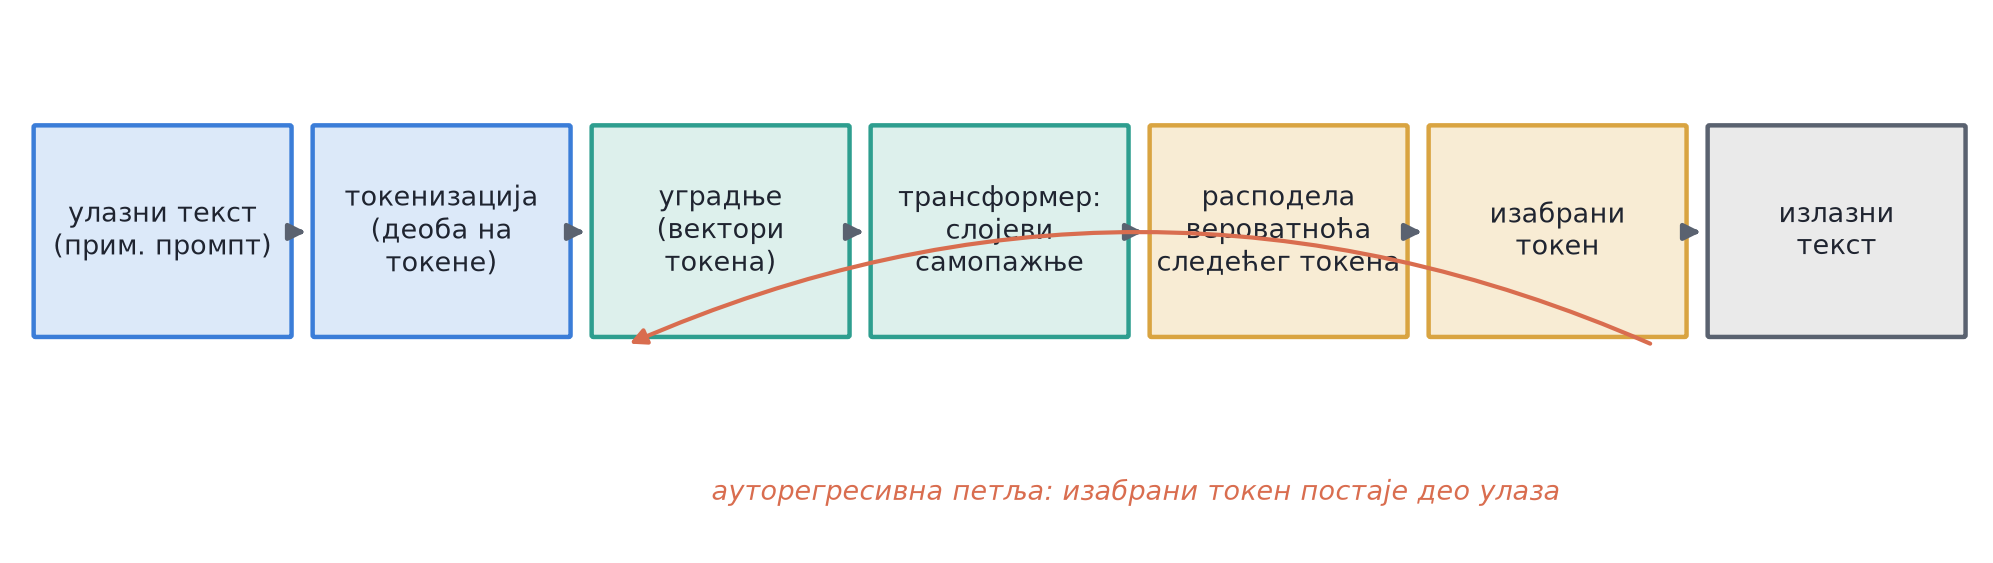 улазни текст
(прим. промпт)
токенизација
(деоба на
токене)
уградње
(вектори
токена)
трансформер:
слојеви
самопажње
расподела
вероватноћа
следећег токена
изабрани
токен
излазни
текст
ауторегресивна петља: изабрани токен постаје део улаза